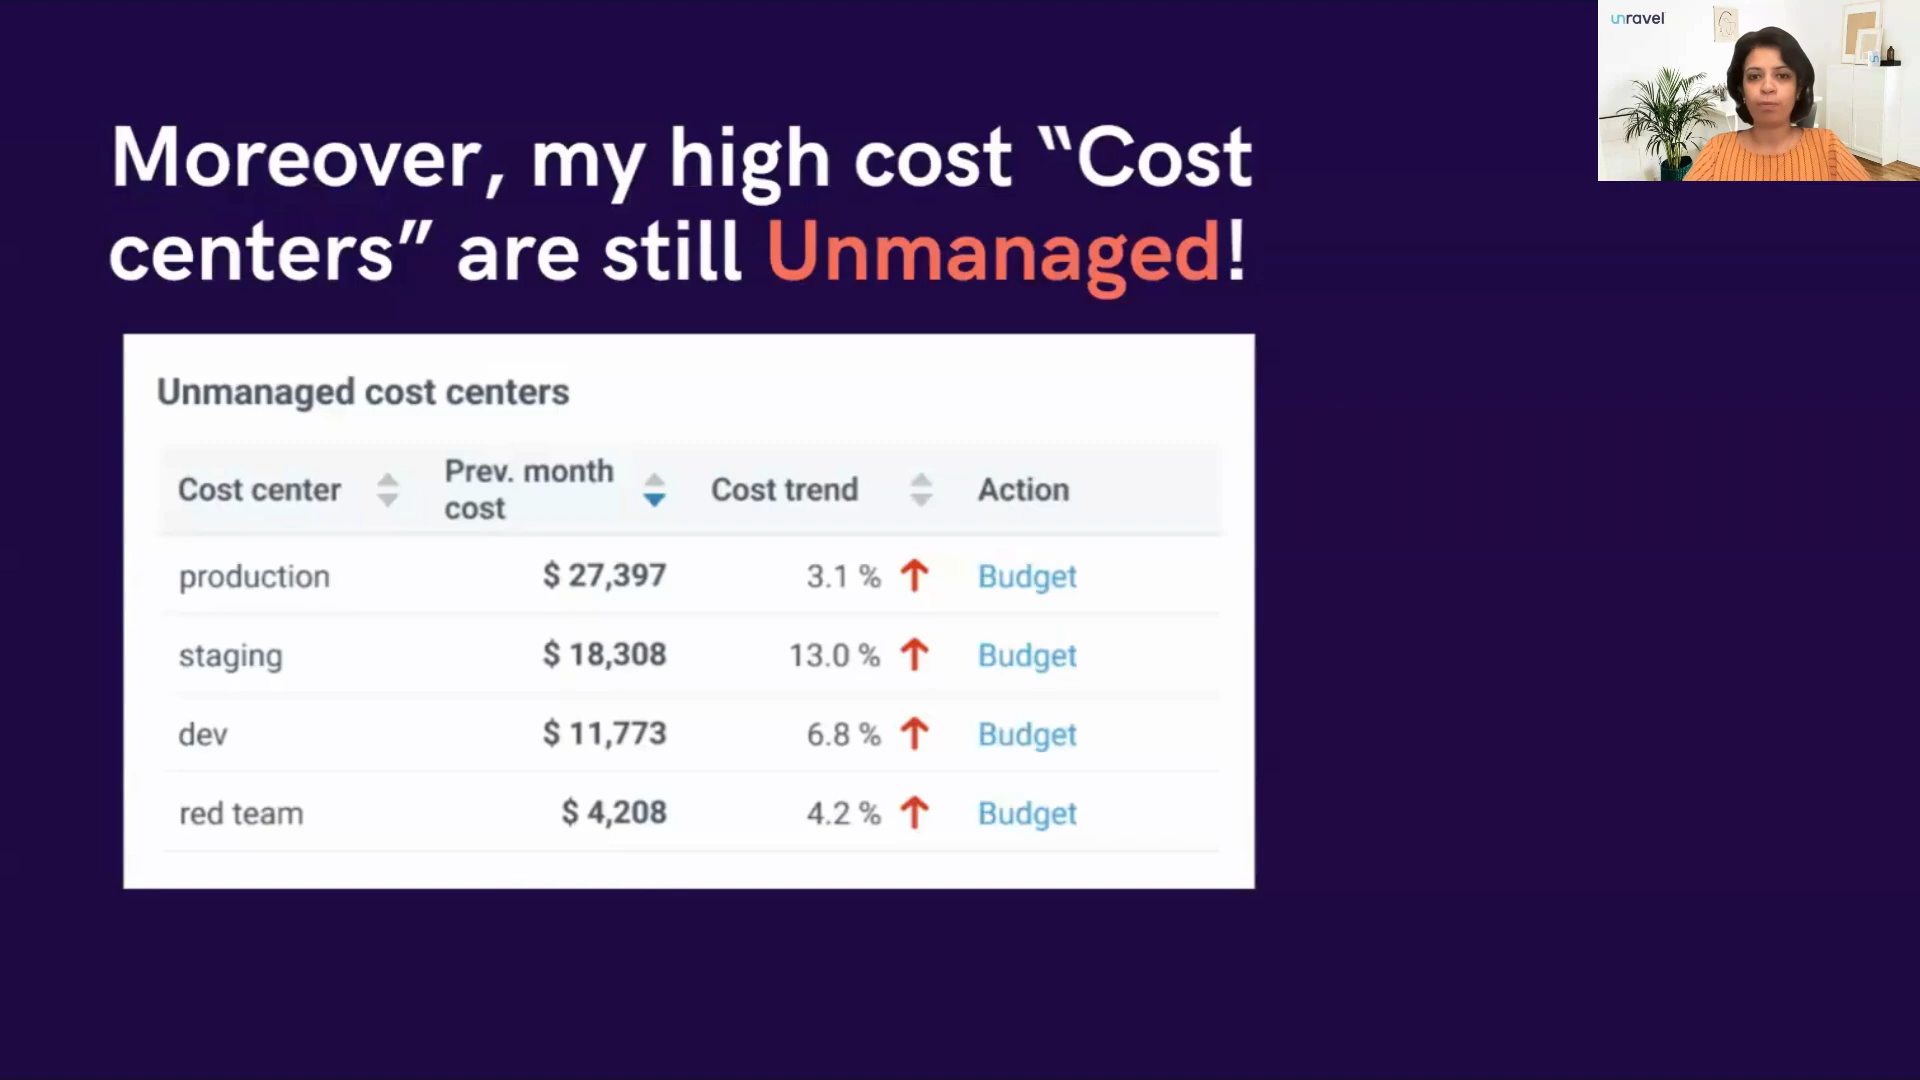 unravel
Moreover, my high cost “Cost
centers” are still Unmanaged!
Unmanaged cost centers
Cost center Prev. month cost Cost trend Action
production $ 27,397 3.1 % Budget
staging $ 18,308 13.0 % Budget
dev $ 11,773 6.8 % Budget
red team $ 4,208 4.2 % Budget